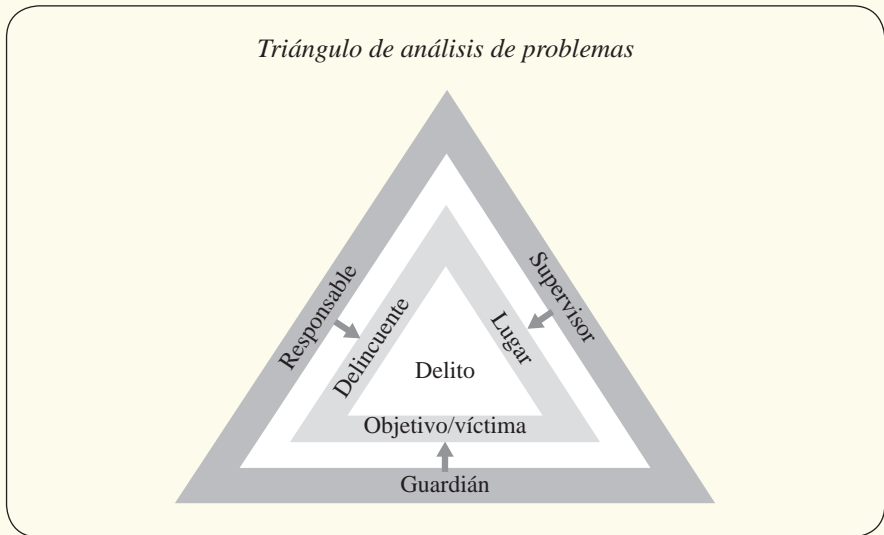 Triángulo de análisis de problemas
Responsable
Delincuente
Supervisor
Lugar
Delito
Objetivo/víctima
Guardián